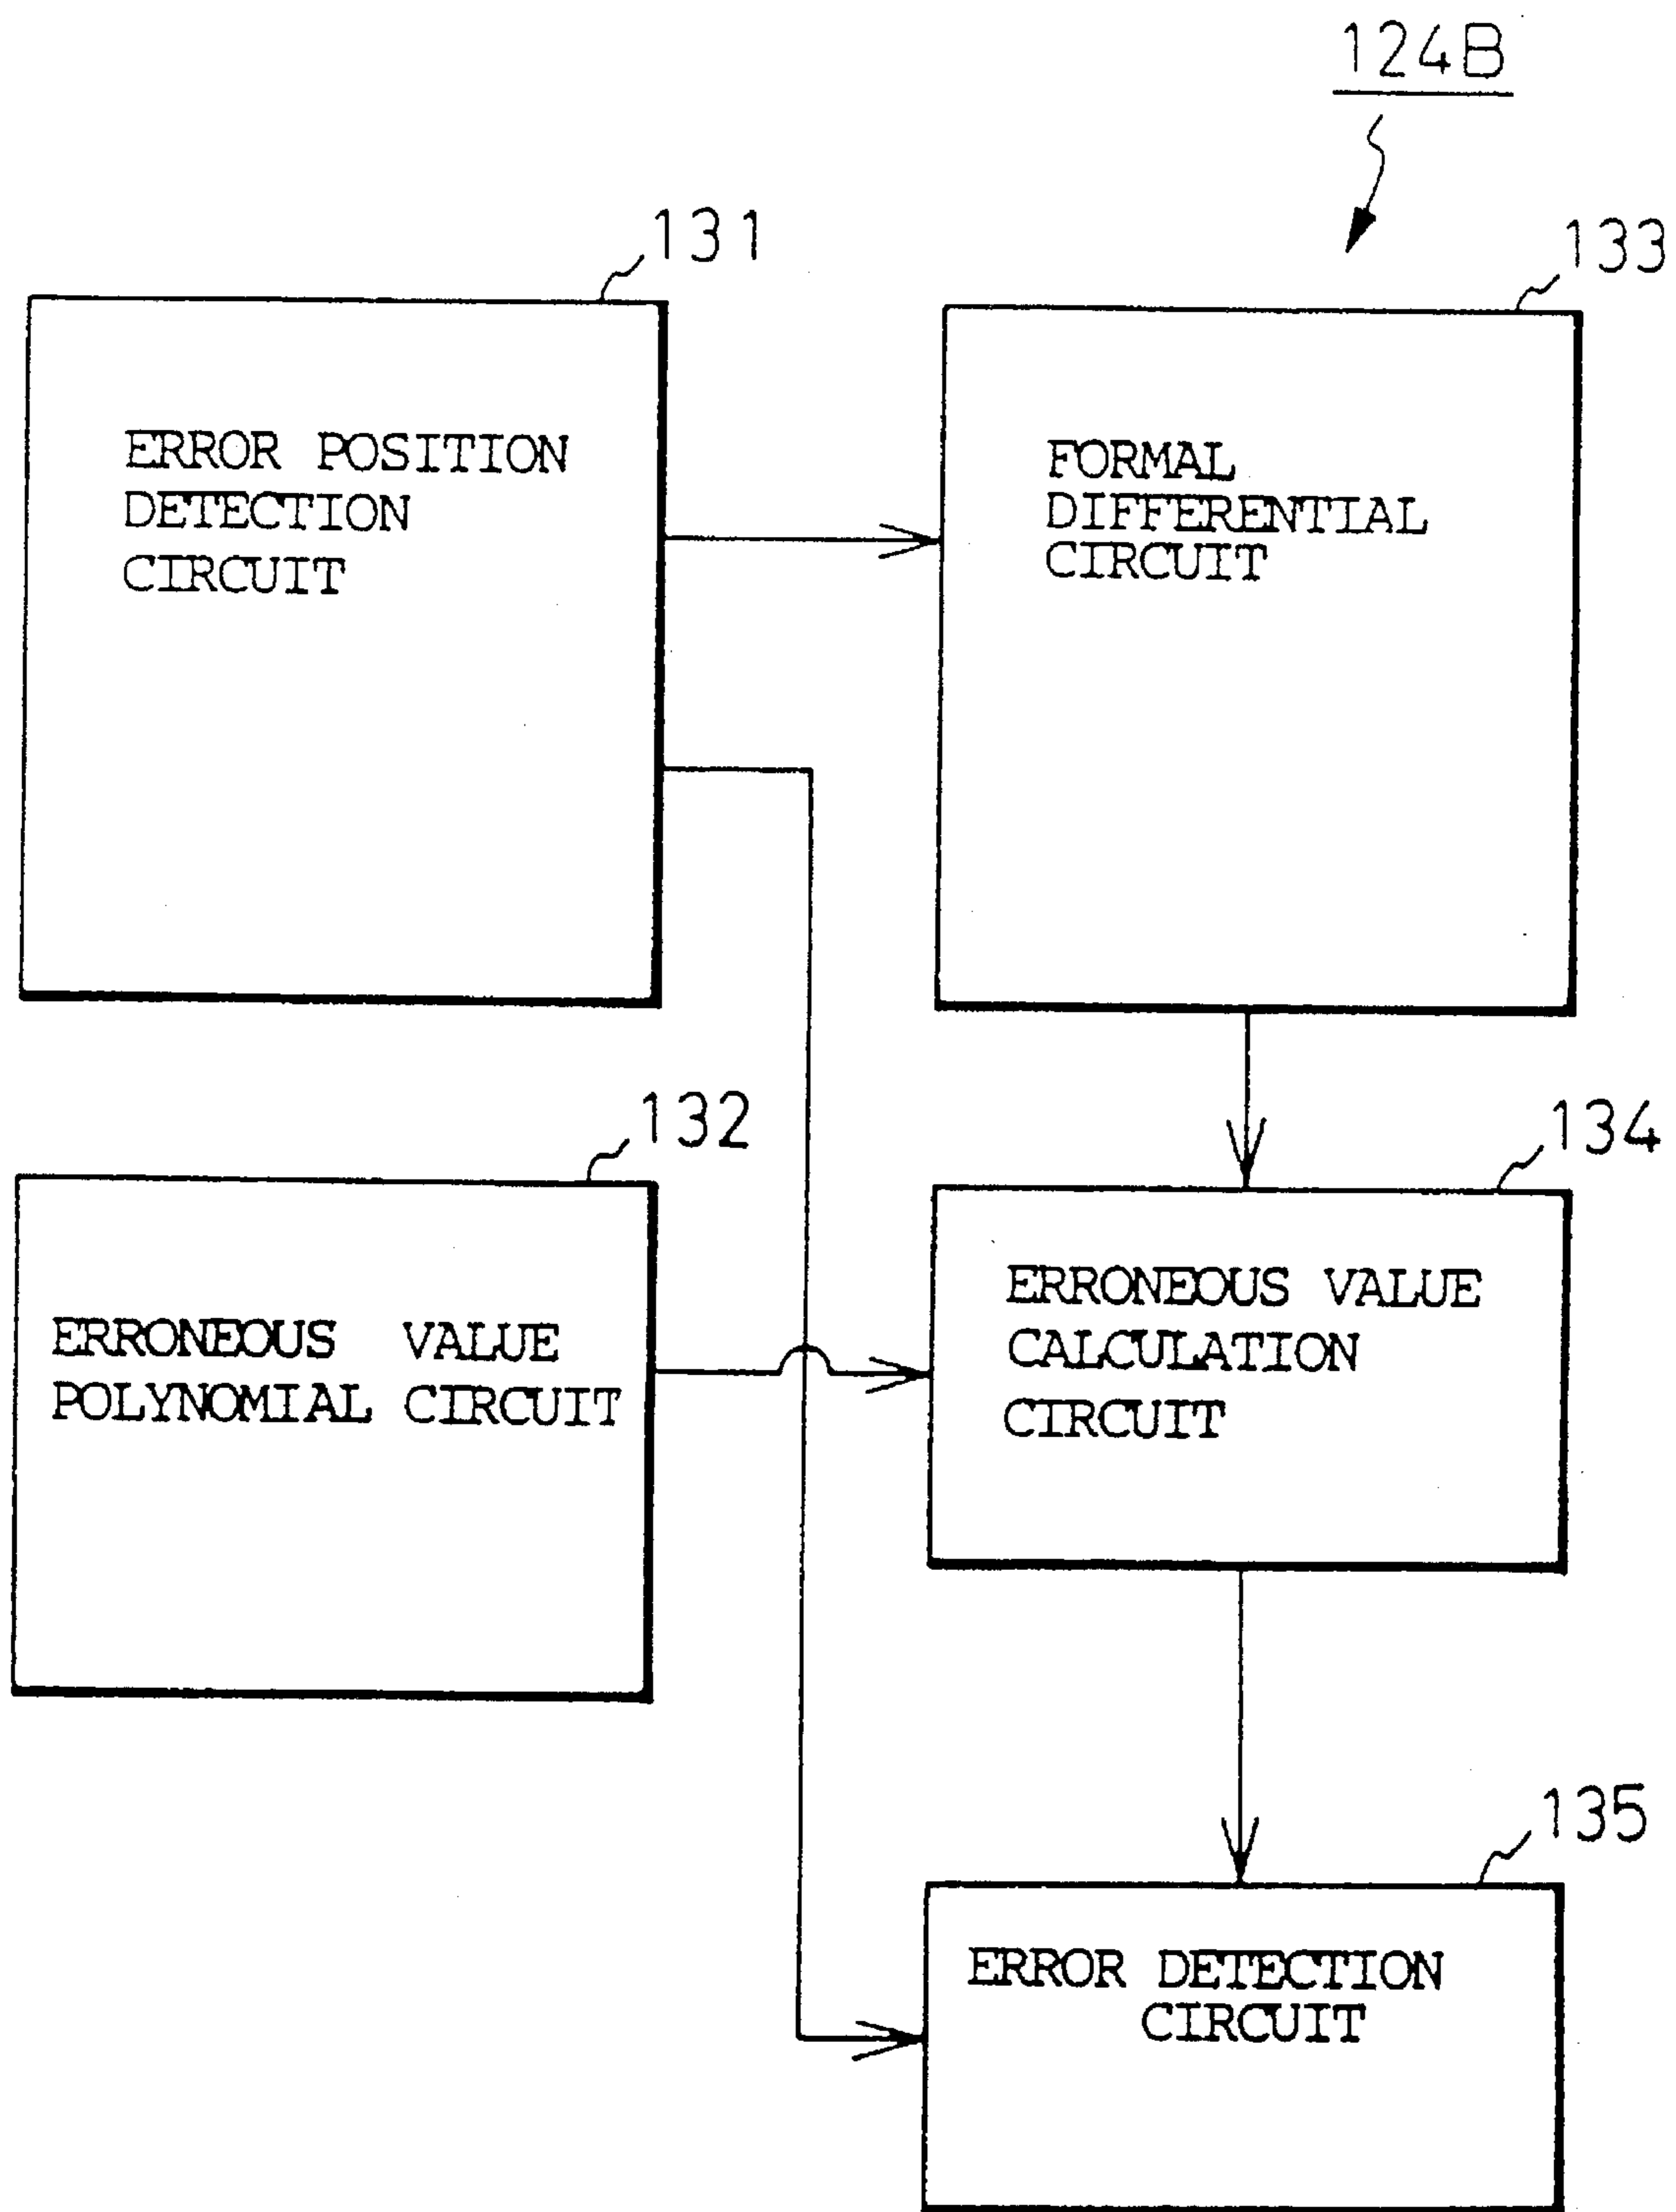 124B
131
133
ERROR POSITION
DETECTION
CIRCUIT
FORMAL
DIFFERENTIAL
CIRCUIT
132
134
ERRONEOUS VALUE
POLYNOMIAL CIRCUIT
ERRONEOUS VALUE
CALCULATION
CIRCUIT
135
ERROR DETECTION
CIRCUIT